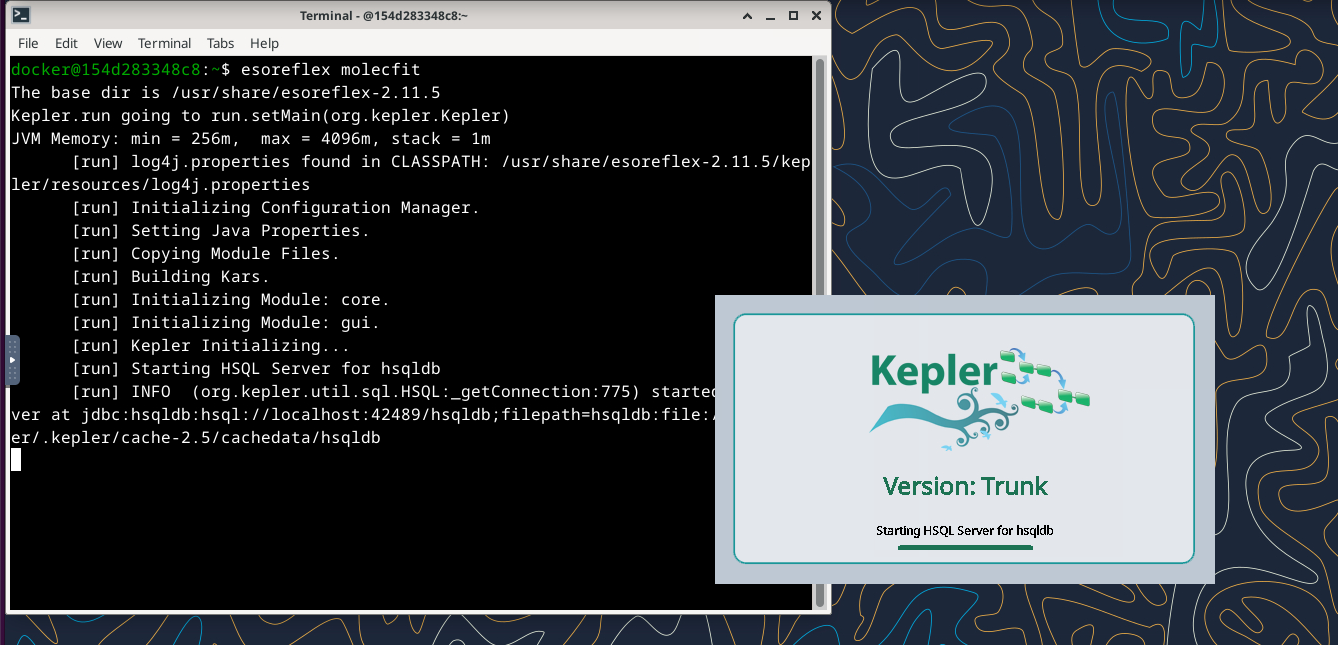 Terminal - @154d283348c8:~
File Edit View Terminal Tabs Help
docker@154d283348c8:~$ esoreflex molecfit
The base dir is /usr/share/esoreflex-2.11.5
Kepler.run going to run.setMain(org.kepler.Kepler)
JVM Memory: min = 256m,  max = 4096m, stack = 1m
      [run] log4j.properties found in CLASSPATH: /usr/share/esoreflex-2.11.5/kep
ler/resources/log4j.properties
      [run] Initializing Configuration Manager.
      [run] Setting Java Properties.
      [run] Copying Module Files.
      [run] Building Kars.
      [run] Initializing Module: core.
      [run] Initializing Module: gui.
      [run] Kepler Initializing...
      [run] Starting HSQL Server for hsqldb
      [run] INFO  (org.kepler.util.sql.HSQL:_getConnection:775) started
ver at jdbc:hsqldb:hsql://localhost:42489/hsqldb;filepath=hsqldb:file:/
er/.kepler/cache-2.5/cachedata/hsqldb
Kepler
Version: Trunk
Starting HSQL Server for hsqldb